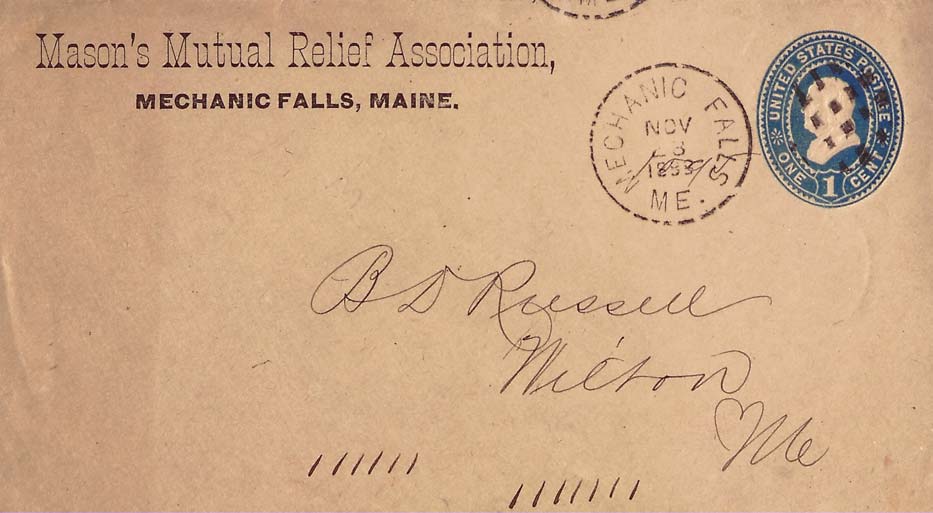 Mason's Mutual Relief Association,
MECHANIC FALLS, MAINE.
MECHANIC FALLS
NOV
ME.
UNITED STATES POSTAGE
ONE 1 CENT
B D Russell
Wilton
Me